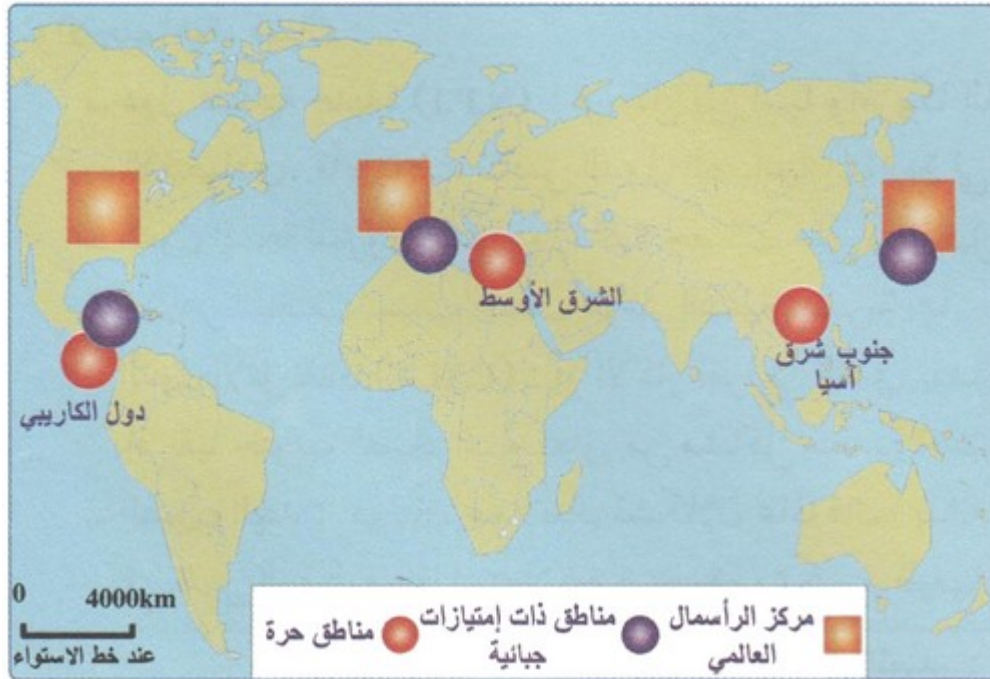 الشرق الأوسط
جنوب شرق
آسيا
دول الكاريبي
0 4000km
عند خط الاستواء
مركز الرأسمال
العالمي
مناطق ذات إمتيازات
جبائية
مناطق حرة